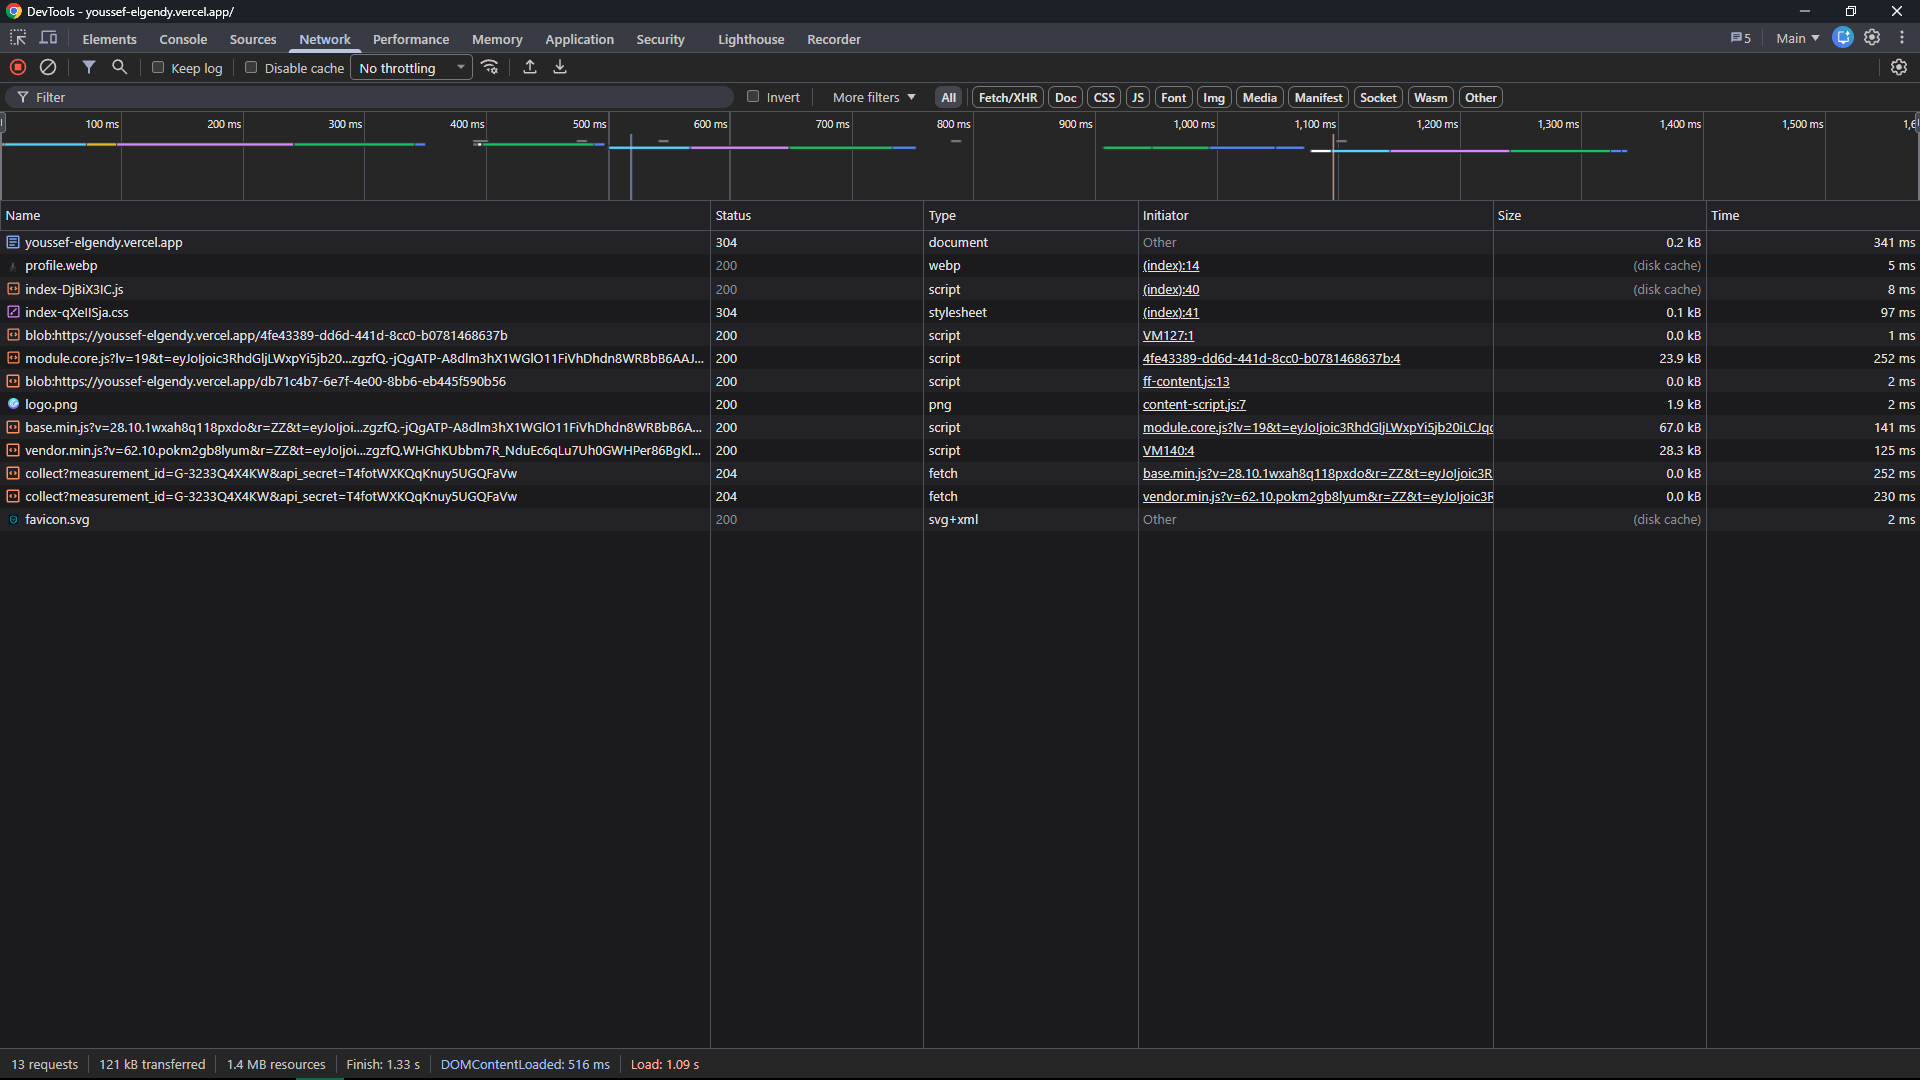 DevTools - youssef-elgendy.vercel.app/
Elements Console Sources Network Performance Memory Application Security Lighthouse Recorder 5 Main
Keep log Disable cache No throttling
Filter Invert More filters All Fetch/XHR Doc CSS JS Font Img Media Manifest Socket Wasm Other
100 ms 200 ms 300 ms 400 ms 500 ms 600 ms 700 ms 800 ms 900 ms 1,000 ms 1,100 ms 1,200 ms 1,300 ms 1,400 ms 1,500 ms 1,6
Name Status Type Initiator Size Time
youssef-elgendy.vercel.app 304 document Other 0.2 kB 341 ms
profile.webp 200 webp (index):14 (disk cache) 5 ms
index-DjBiX3IC.js 200 script (index):40 (disk cache) 8 ms
index-qXeIISja.css 304 stylesheet (index):41 0.1 kB 97 ms
blob:https://youssef-elgendy.vercel.app/4fe43389-dd6d-441d-8cc0-b0781468637b 200 script VM127:1 0.0 kB 1 ms
module.core.js?lv=19&t=eyJoIjoic3RhdGljLWxpYi5jb20...zgzfQ.-jQgATP-A8dlm3hX1WGlO11FiVhDhdn8WRBbB6AAJ... 200 script 4fe43389-dd6d-441d-8cc0-b0781468637b:4 23.9 kB 252 ms
blob:https://youssef-elgendy.vercel.app/db71c4b7-6e7f-4e00-8bb6-eb445f590b56 200 script ff-content.js:13 0.0 kB 2 ms
logo.png 200 png content-script.js:7 1.9 kB 2 ms
base.min.js?v=28.10.1wxah8q118pxdo&r=ZZ&t=eyJoIjoi...zgzfQ.-jQgATP-A8dlm3hX1WGlO11FiVhDhdn8WRBbB6A... 200 script module.core.js?lv=19&t=eyJoIjoic3RhdGljLWxpYi5jb20iLCJqc 67.0 kB 141 ms
vendor.min.js?v=62.10.pokm2gb8lyum&r=ZZ&t=eyJoIjoi...zgzfQ.WHGhKUbbm7R_NduEc6qLu7Uh0GWHPer86BgKl... 200 script VM140:4 28.3 kB 125 ms
collect?measurement_id=G-3233Q4X4KW&api_secret=T4fotWXKQqKnuy5UGQFaVw 204 fetch base.min.js?v=28.10.1wxah8q118pxdo&r=ZZ&t=eyJoIjoic3R 0.0 kB 252 ms
collect?measurement_id=G-3233Q4X4KW&api_secret=T4fotWXKQqKnuy5UGQFaVw 204 fetch vendor.min.js?v=62.10.pokm2gb8lyum&r=ZZ&t=eyJoIjoic3R 0.0 kB 230 ms
favicon.svg 200 svg+xml Other (disk cache) 2 ms
13 requests 121 kB transferred 1.4 MB resources Finish: 1.33 s DOMContentLoaded: 516 ms Load: 1.09 s